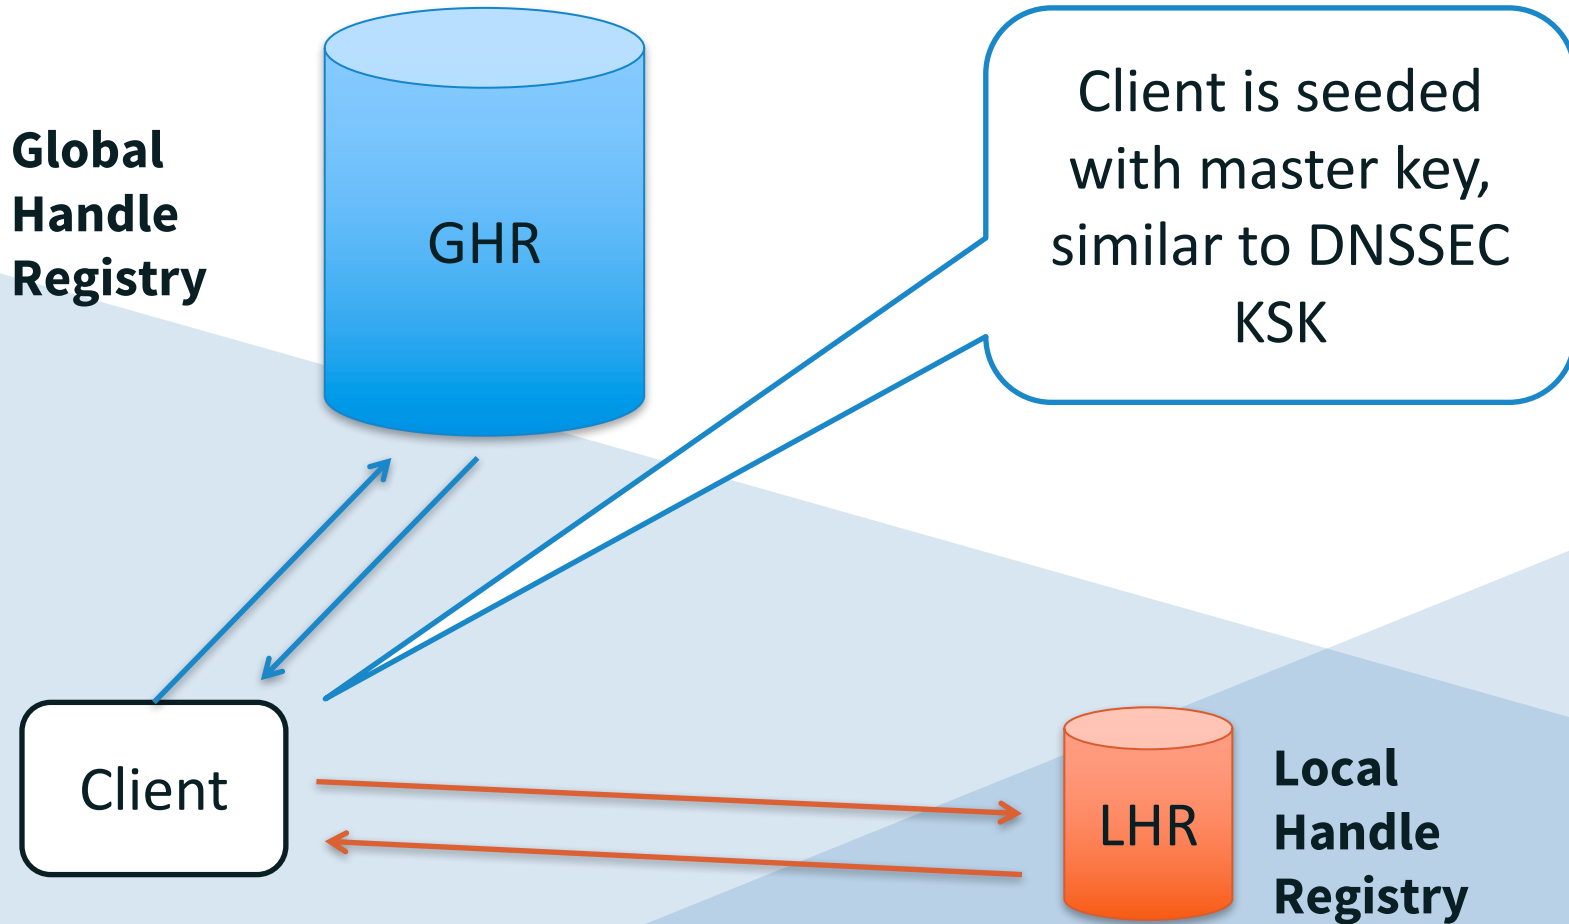 Global
Handle
Registry
GHR
Client is seeded
with master key,
similar to DNSSEC
KSK
Client
LHR
Local
Handle
Registry